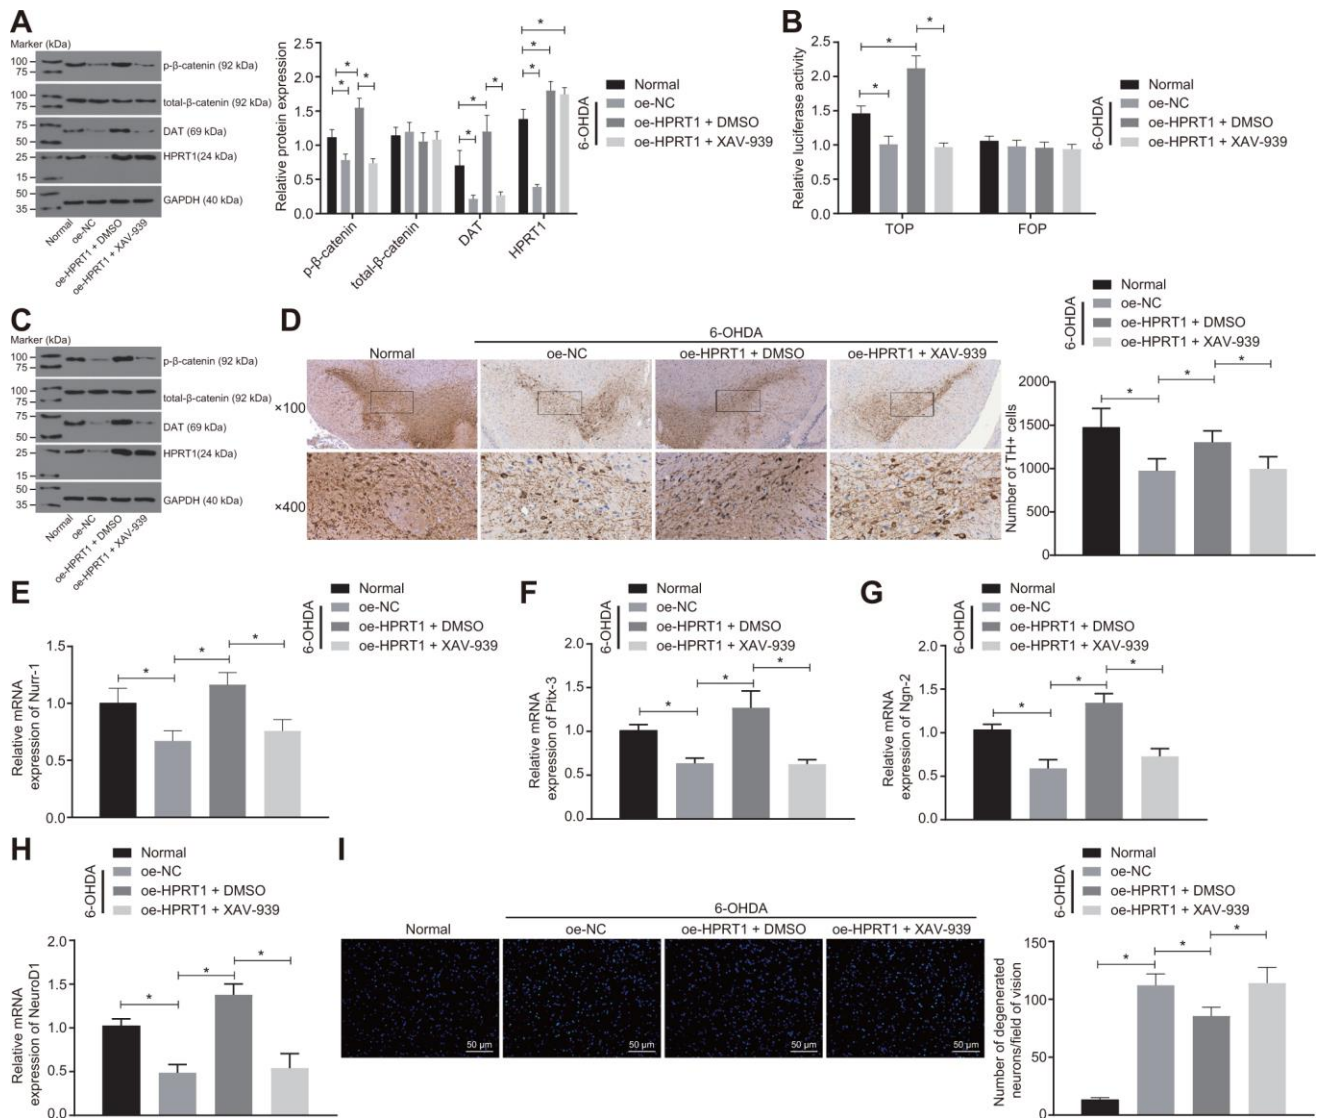 A
Marker (kDa)
100
75
p-β-catenin (92 kDa)
100
75
total-β-catenin (92 kDa)
75
50
DAT (69 kDa)
25
15
HPRT1(24 kDa)
50
35
GAPDH (40 kDa)
Normal
oe-NC
oe-HPRT1 + DMSO
oe-HPRT1 + XAV-939
Relative protein expression
2.5
2.0
1.5
1.0
0.5
0.0
* * * * * * * * *
p-β-catenin
total-β-catenin
DAT
HPRT1
Normal
oe-NC
oe-HPRT1 + DMSO
oe-HPRT1 + XAV-939
6-OHDA
B
Relative luciferase activity
2.5
2.0
1.5
1.0
0.5
0.0
* * *
TOP
FOP
Normal
oe-NC
oe-HPRT1 + DMSO
oe-HPRT1 + XAV-939
6-OHDA
C
Marker (kDa)
100
75
p-β-catenin (92 kDa)
100
75
total-β-catenin (92 kDa)
75
50
DAT (69 kDa)
25
15
HPRT1(24 kDa)
50
35
GAPDH (40 kDa)
Normal
oe-NC
oe-HPRT1 + DMSO
oe-HPRT1 + XAV-939
D
6-OHDA
Normal
oe-NC
oe-HPRT1 + DMSO
oe-HPRT1 + XAV-939
×100
×400
Normal
oe-NC
oe-HPRT1 + DMSO
oe-HPRT1 + XAV-939
6-OHDA
Number of TH+ cells
2000
1500
1000
500
0
* * *
E
Normal
oe-NC
oe-HPRT1 + DMSO
oe-HPRT1 + XAV-939
6-OHDA
Relative mRNA
expression of Nurr-1
1.5
1.0
0.5
0.0
* * *
F
Normal
oe-NC
oe-HPRT1 + DMSO
oe-HPRT1 + XAV-939
6-OHDA
Relative mRNA
expression of Pitx-3
2.0
1.5
1.0
0.5
0.0
* * *
G
Normal
oe-NC
oe-HPRT1 + DMSO
oe-HPRT1 + XAV-939
6-OHDA
Relative mRNA
expression of Ngn-2
2.0
1.5
1.0
0.5
0.0
* * *
H
Normal
oe-NC
oe-HPRT1 + DMSO
oe-HPRT1 + XAV-939
6-OHDA
Relative mRNA
expression of NeuroD1
2.0
1.5
1.0
0.5
0.0
* * *
I
6-OHDA
Normal
oe-NC
oe-HPRT1 + DMSO
oe-HPRT1 + XAV-939
50 µm
50 µm
50 µm
50 µm
Normal
oe-NC
oe-HPRT1 + DMSO
oe-HPRT1 + XAV-939
6-OHDA
Number of degenerated
neurons/field of vision
150
100
50
0
* * *